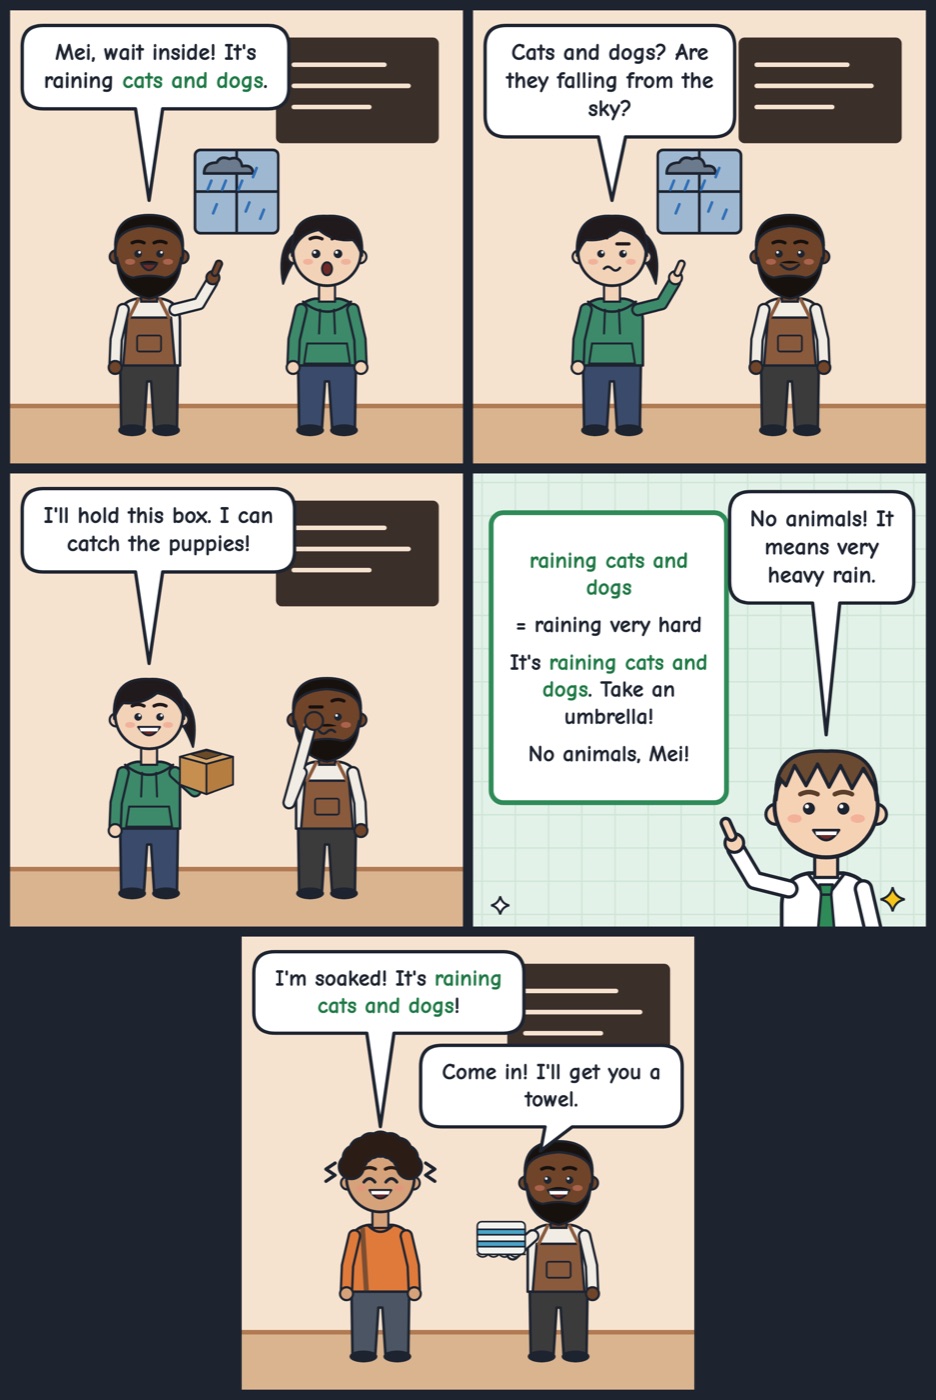 Mei, wait inside! It's
raining cats and dogs.
Cats and dogs? Are
they falling from the
sky?
I'll hold this box. I can
catch the puppies!
raining cats and
dogs
= raining very hard
It's raining cats and
dogs. Take an
umbrella!
No animals, Mei!
No animals! It
means very
heavy rain.
I'm soaked! It's raining
cats and dogs!
Come in! I'll get you a
towel.